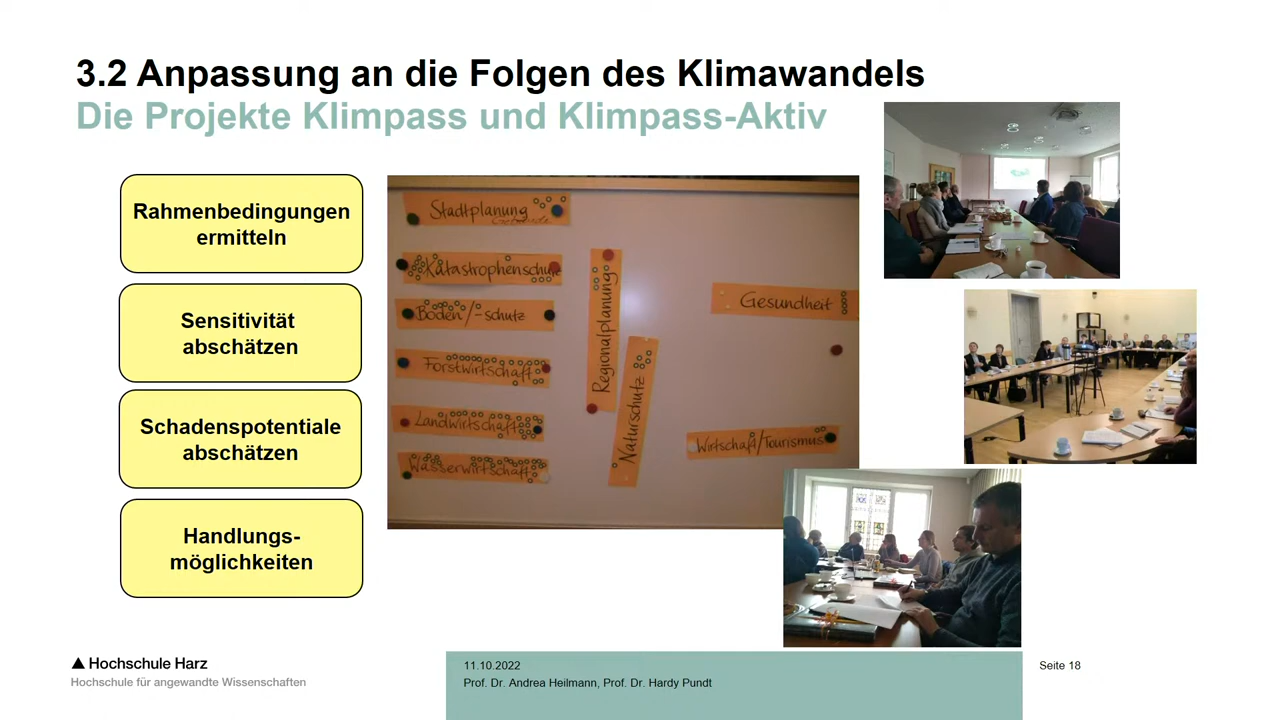 3.2 Anpassung an die Folgen des Klimawandels
Die Projekte Klimpass und Klimpass-Aktiv
Rahmenbedingungen
ermitteln
Sensitivität
abschätzen
Schadenspotentiale
abschätzen
Handlungs-
möglichkeiten
Stadtplanung
Katastrophenschutz
Boden/-schutz
Forstwirtschaft
Landwirtschaft
Wasserwirtschaft
Regionalplanung
Naturschutz
Gesundheit
Wirtschaft/Tourismus
Hochschule Harz
Hochschule für angewandte Wissenschaften
11.10.2022
Prof. Dr. Andrea Heilmann, Prof. Dr. Hardy Pundt
Seite 18